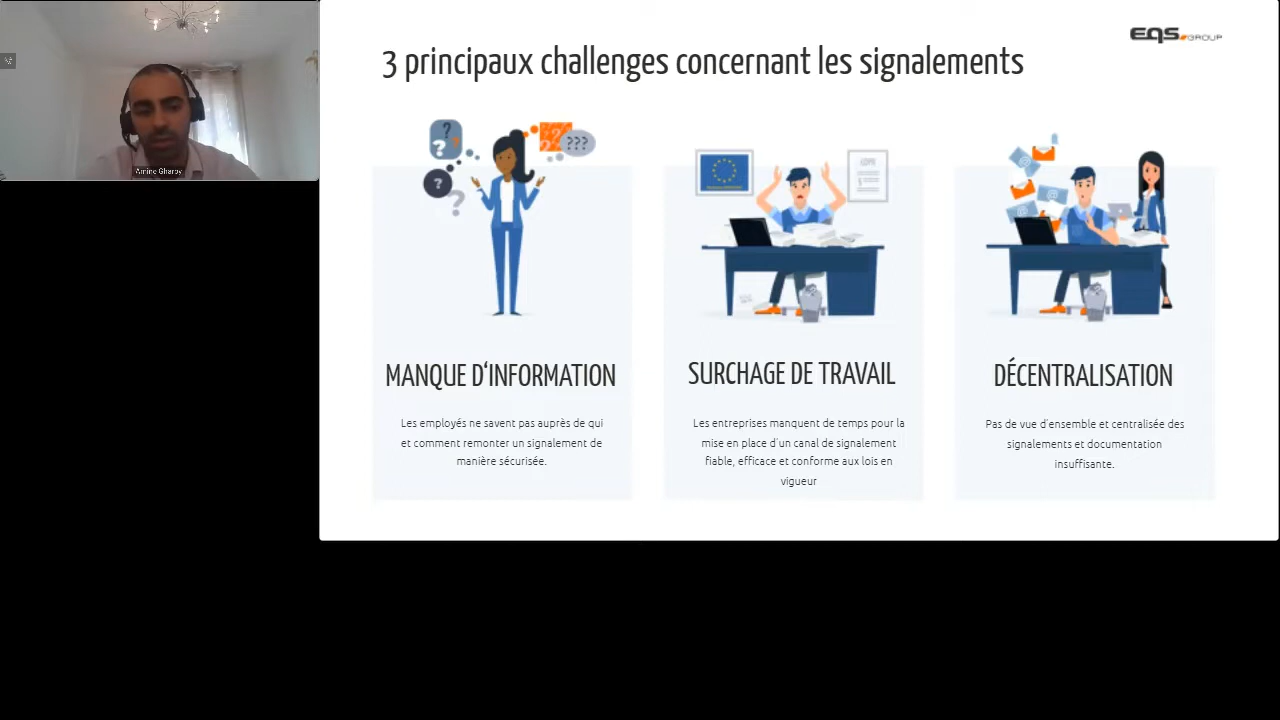 Amine Gharby
EQS GROUP
3 principaux challenges concernant les signalements
?
?
?
?
??
?
???
GDPR
MANQUE D‘INFORMATION
Les employés ne savent pas auprès de qui
et comment remonter un signalement de
manière sécurisée.
SURCHAGE DE TRAVAIL
Les entreprises manquent de temps pour la
mise en place d’un canal de signalement
fiable, efficace et conforme aux lois en
vigueur
DÉCENTRALISATION
Pas de vue d’ensemble et centralisée des
signalements et documentation
insuffisante.